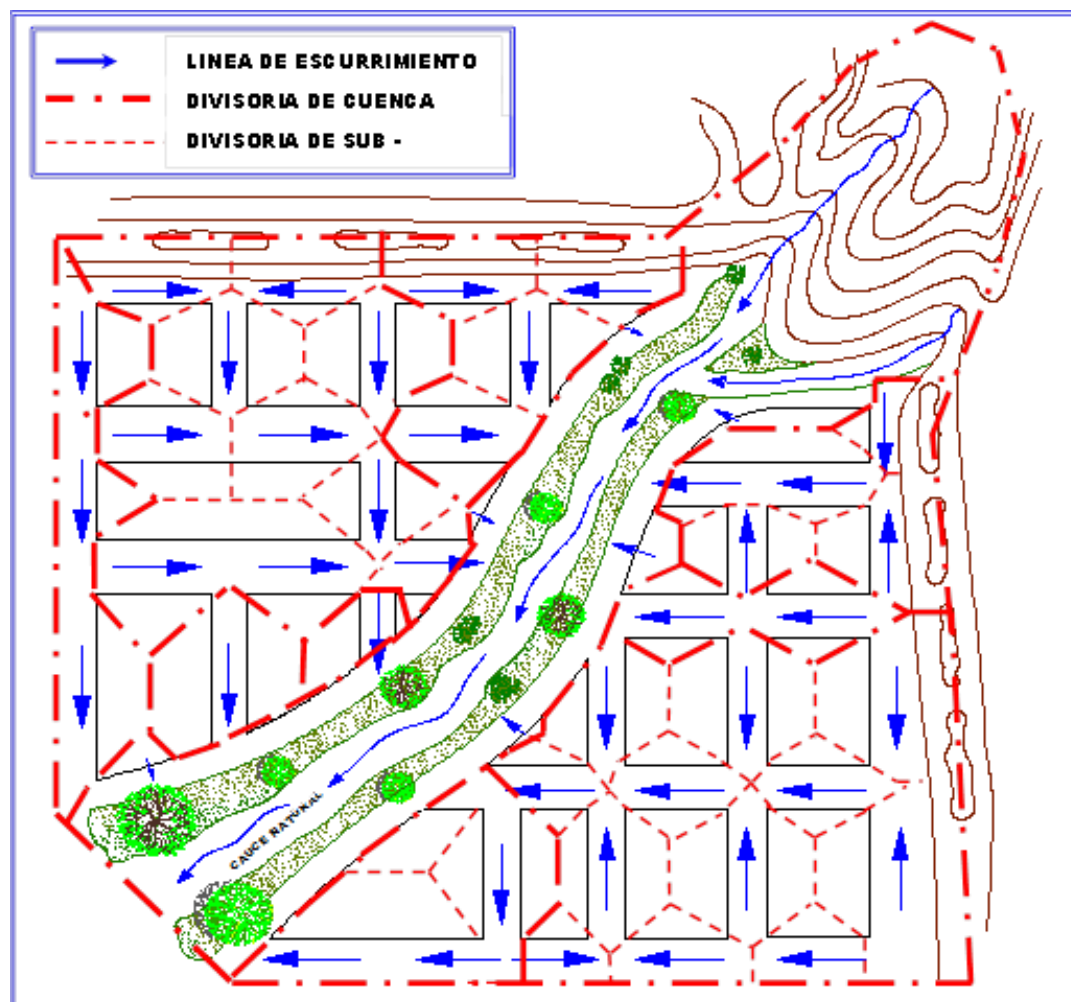 LINEA DE ESCURRIMIENTO
DIVISORIA DE CUENCA
DIVISORIA DE SUB -
CAUCE NATURAL